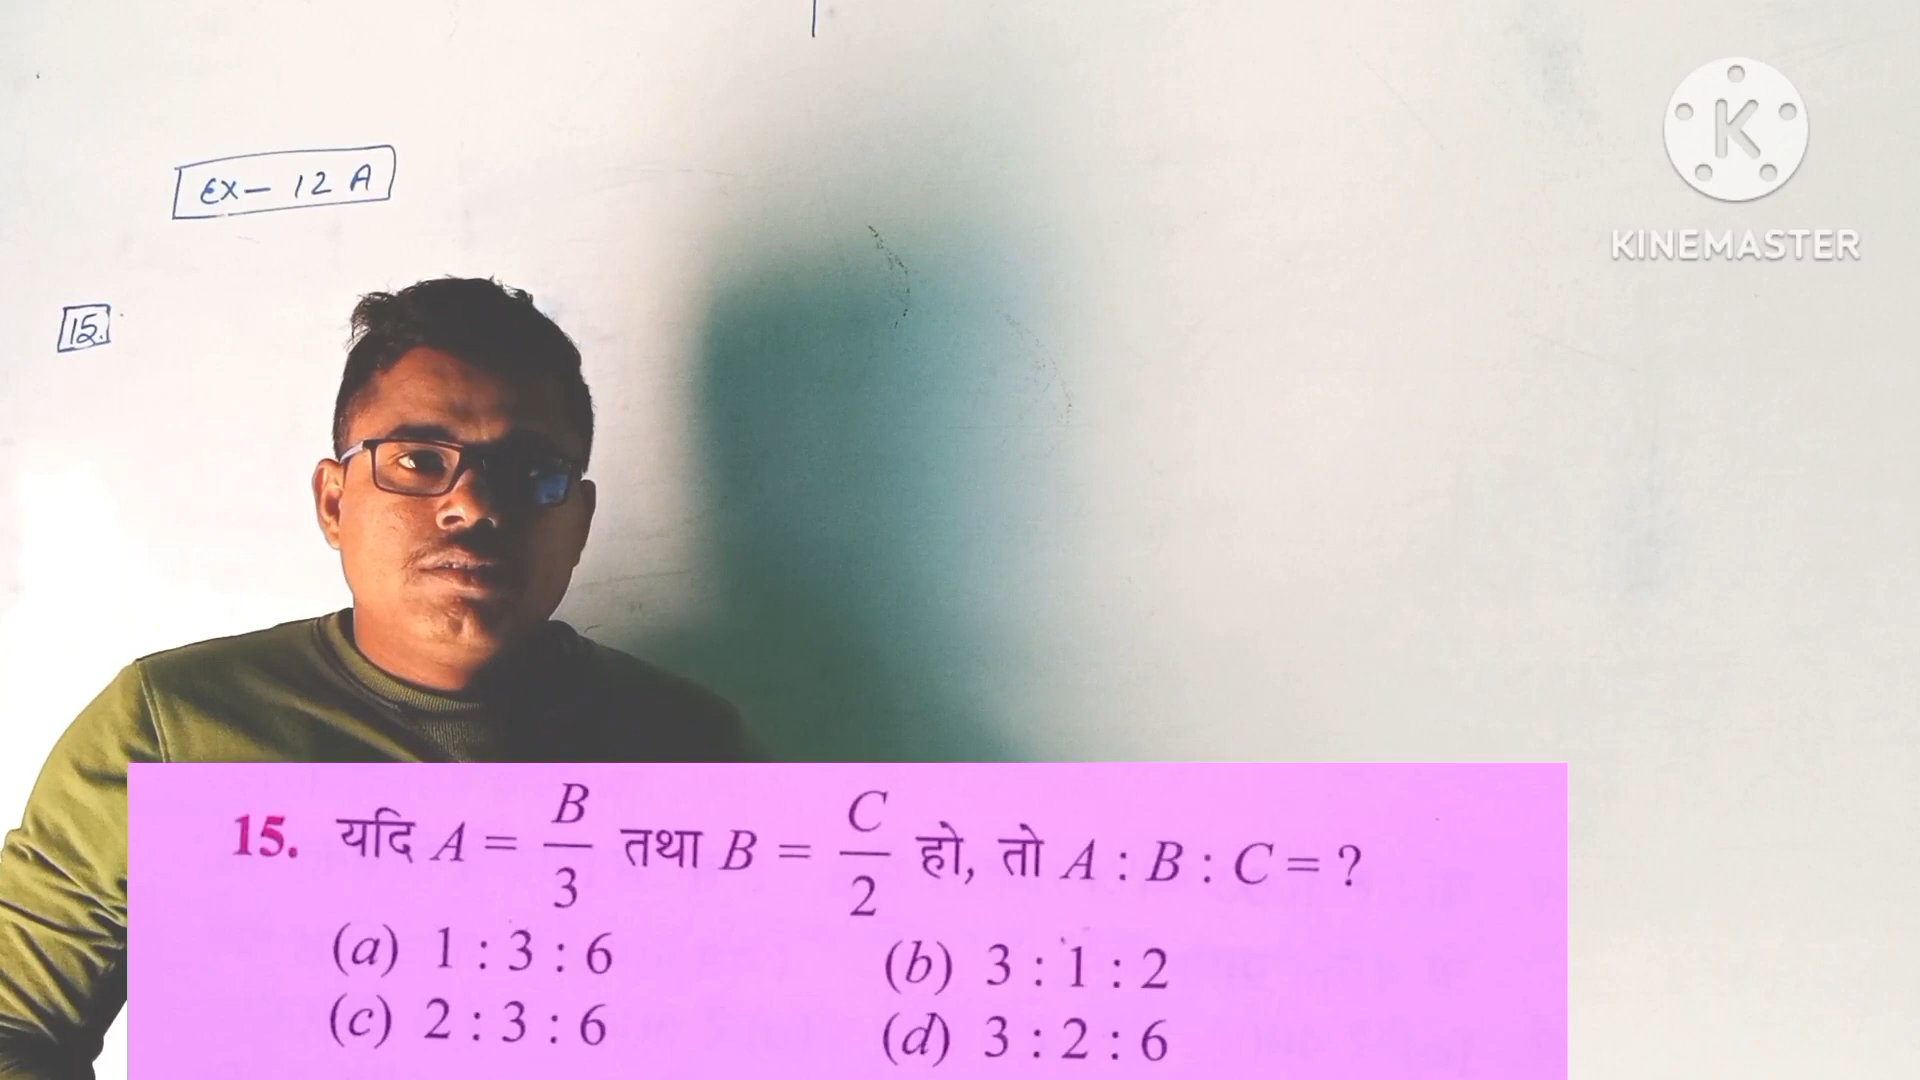 EX- 12 A
K
KINEMASTER
15.
15. यदि A = B/3 तथा B = C/2 हो, तो A : B : C = ?
(a) 1 : 3 : 6 (b) 3 : 1 : 2
(c) 2 : 3 : 6 (d) 3 : 2 : 6